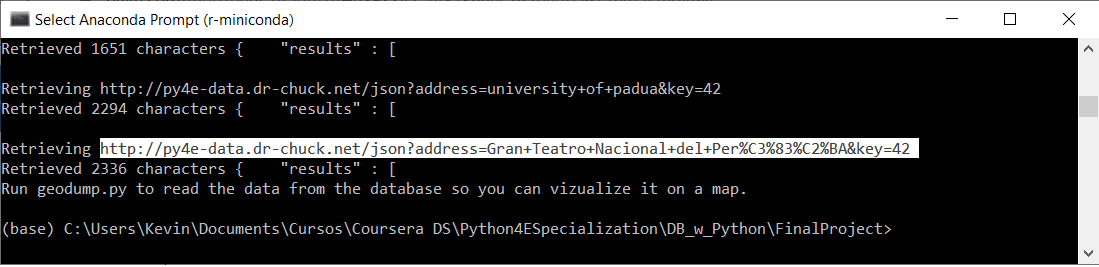 Select Anaconda Prompt (r-miniconda)
Retrieved 1651 characters {    "results" : [
Retrieving http://py4e-data.dr-chuck.net/json?address=university+of+padua&key=42
Retrieved 2294 characters {    "results" : [
Retrieving http://py4e-data.dr-chuck.net/json?address=Gran+Teatro+Nacional+del+Per%C3%83%C2%BA&key=42
Retrieved 2336 characters {    "results" : [
Run geodump.py to read the data from the database so you can vizualize it on a map.
(base) C:\Users\Kevin\Documents\Cursos\Coursera DS\Python4ESpecialization\DB_w_Python\FinalProject>